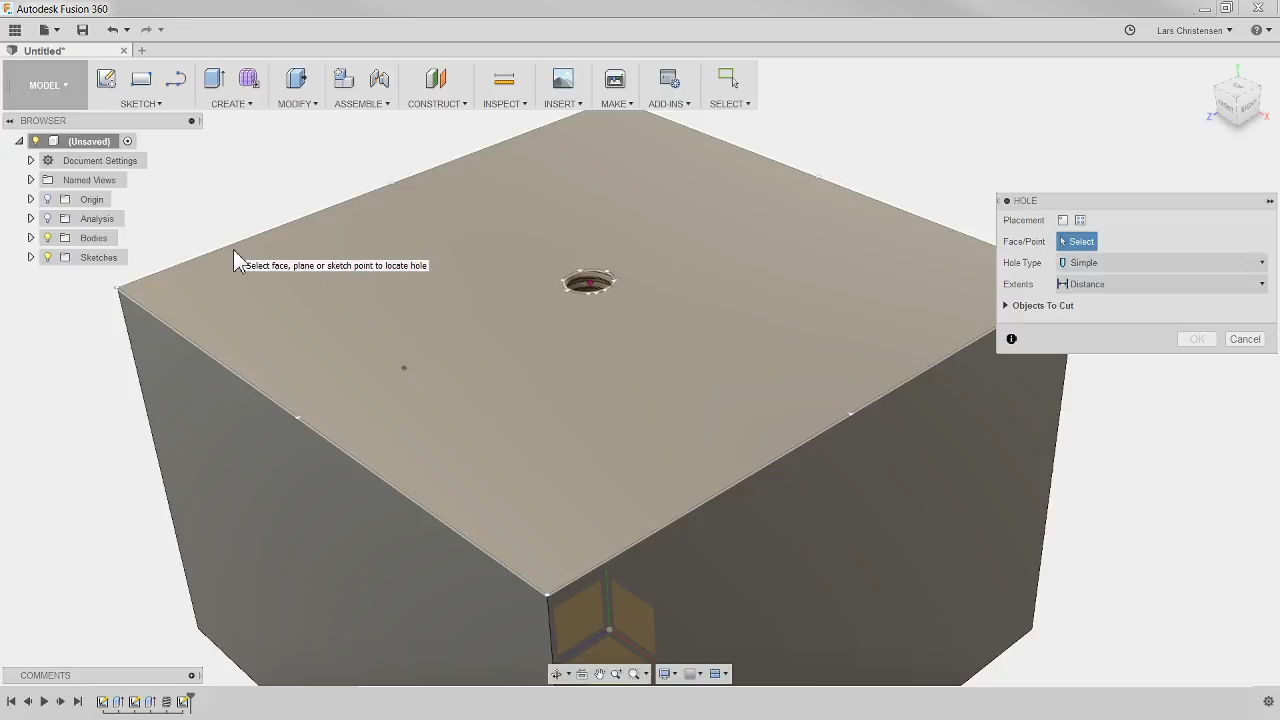 Autodesk Fusion 360
Lars Christensen
Untitled*
MODEL
SKETCH
CREATE
MODIFY
ASSEMBLE
CONSTRUCT
INSPECT
INSERT
MAKE
ADD-INS
SELECT
BROWSER
(Unsaved)
Document Settings
Named Views
Origin
Analysis
Bodies
Sketches
Z
Y
X
FRONT
RIGHT
HOLE
Placement
Face/Point
Select
Hole Type
Simple
Extents
Distance
Objects To Cut
OK
Cancel
Select face, plane or sketch point to locate hole
COMMENTS